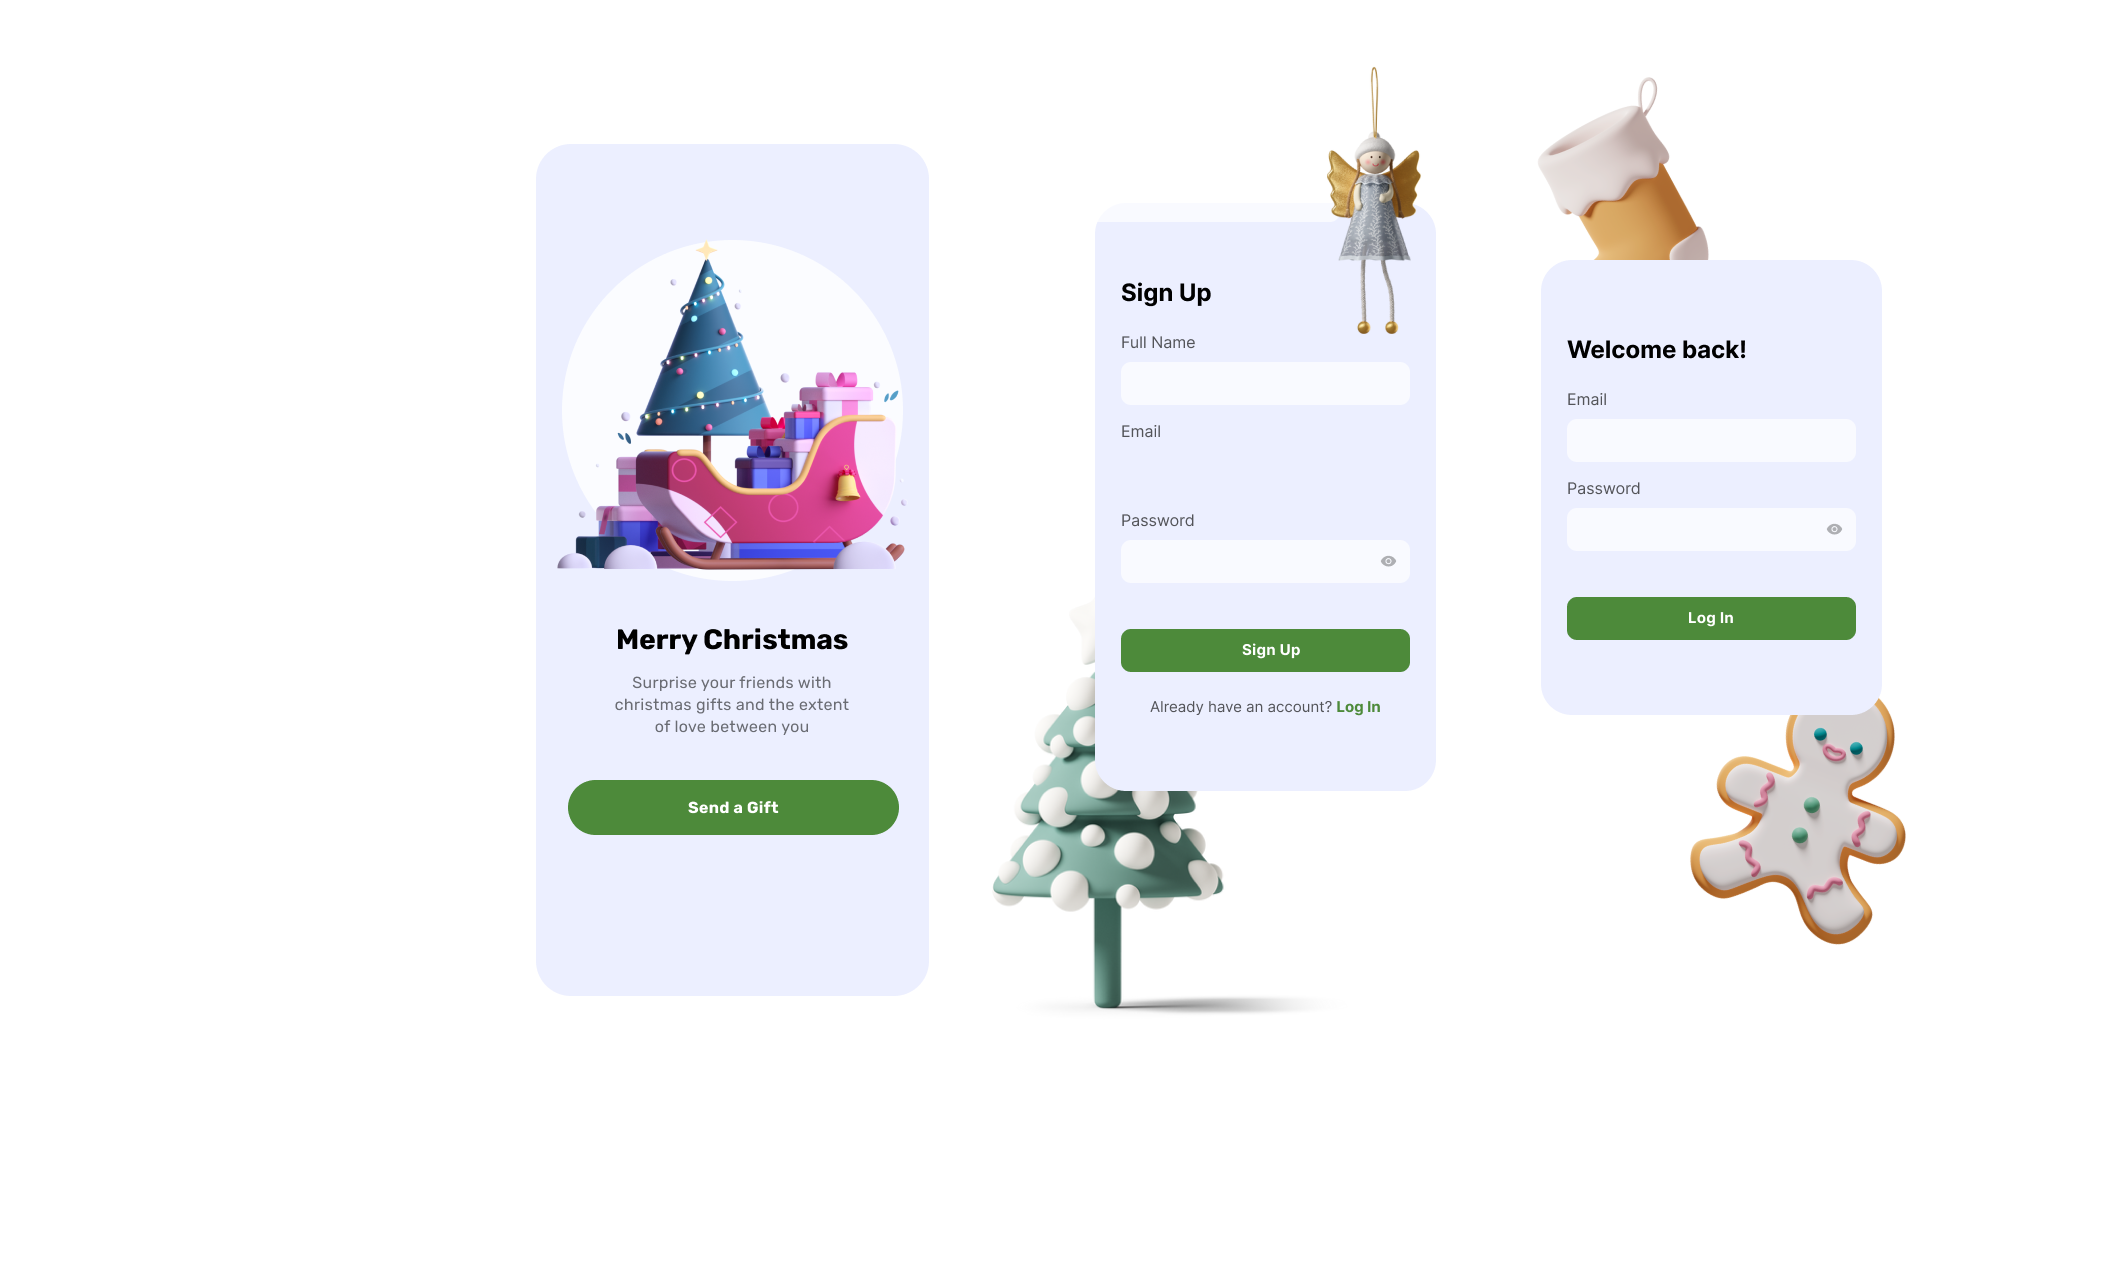 Merry Christmas
Surprise your friends with
christmas gifts and the extent
of love between you
Send a Gift
Sign Up
Full Name
Email
Password
Sign Up
Already have an account? Log In
Welcome back!
Email
Password
Log In